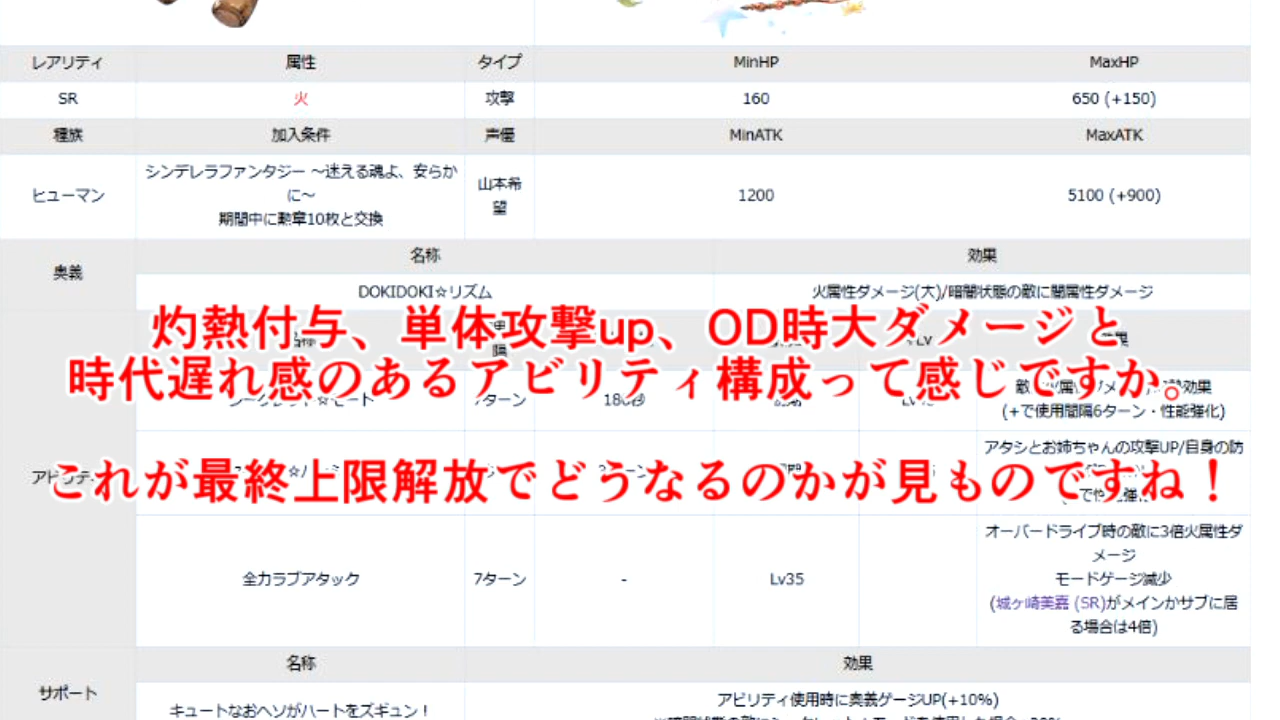 レアリティ 属性 タイプ MinHP MaxHP
SR 火 攻撃 160 650 (+150)
種族 加入条件 声優 MinATK MaxATK
ヒューマン シンデレラファンタジー ～迷える魂よ、安らか
に～
期間中に勲章10枚と交換 山本希
望 1200 5100 (+900)
奥義 名称 効果
DOKIDOKI☆リズム 火属性ダメージ(大)/暗闇状態の敵に闇属性ダメージ
灼熱付与、単体攻撃up、OD時大ダメージと
時代遅れ感のあるアビリティ構成って感じですか。
(+で使用間隔6ターン・性能強化)
アタシとお姉ちゃんの攻撃UP/自身の防
これが最終上限解放でどうなるのかが見ものですね！
全力ラブアタック 7ターン - Lv35
オーバードライブ時の敵に3倍火属性ダ
メージ
モードゲージ減少
(城ヶ崎美嘉 (SR)がメインかサブに居
る場合は4倍)
サポート 名称 効果
キュートなおヘソがハートをズギュン！ アビリティ使用時に奥義ゲージUP(+10%)